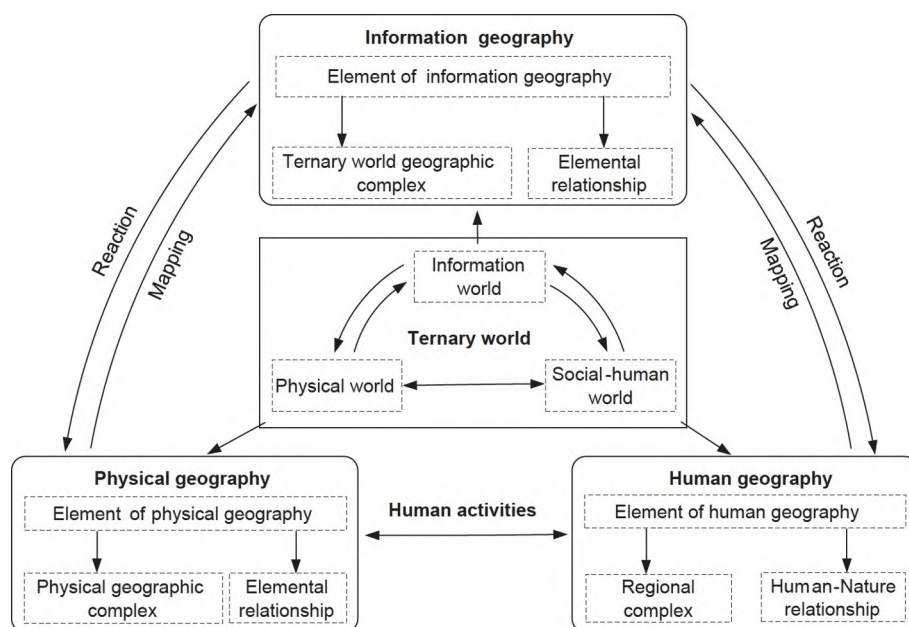 Information geography
Element of information geography
Ternary world geographic
complex
Elemental
relationship
Reaction
Mapping
Mapping
Reaction
Information
world
Ternary world
Physical world
Social-human
world
Physical geography
Element of physical geography
Physical geographic
complex
Elemental
relationship
Human activities
Human geography
Element of human geography
Regional
complex
Human-Nature
relationship